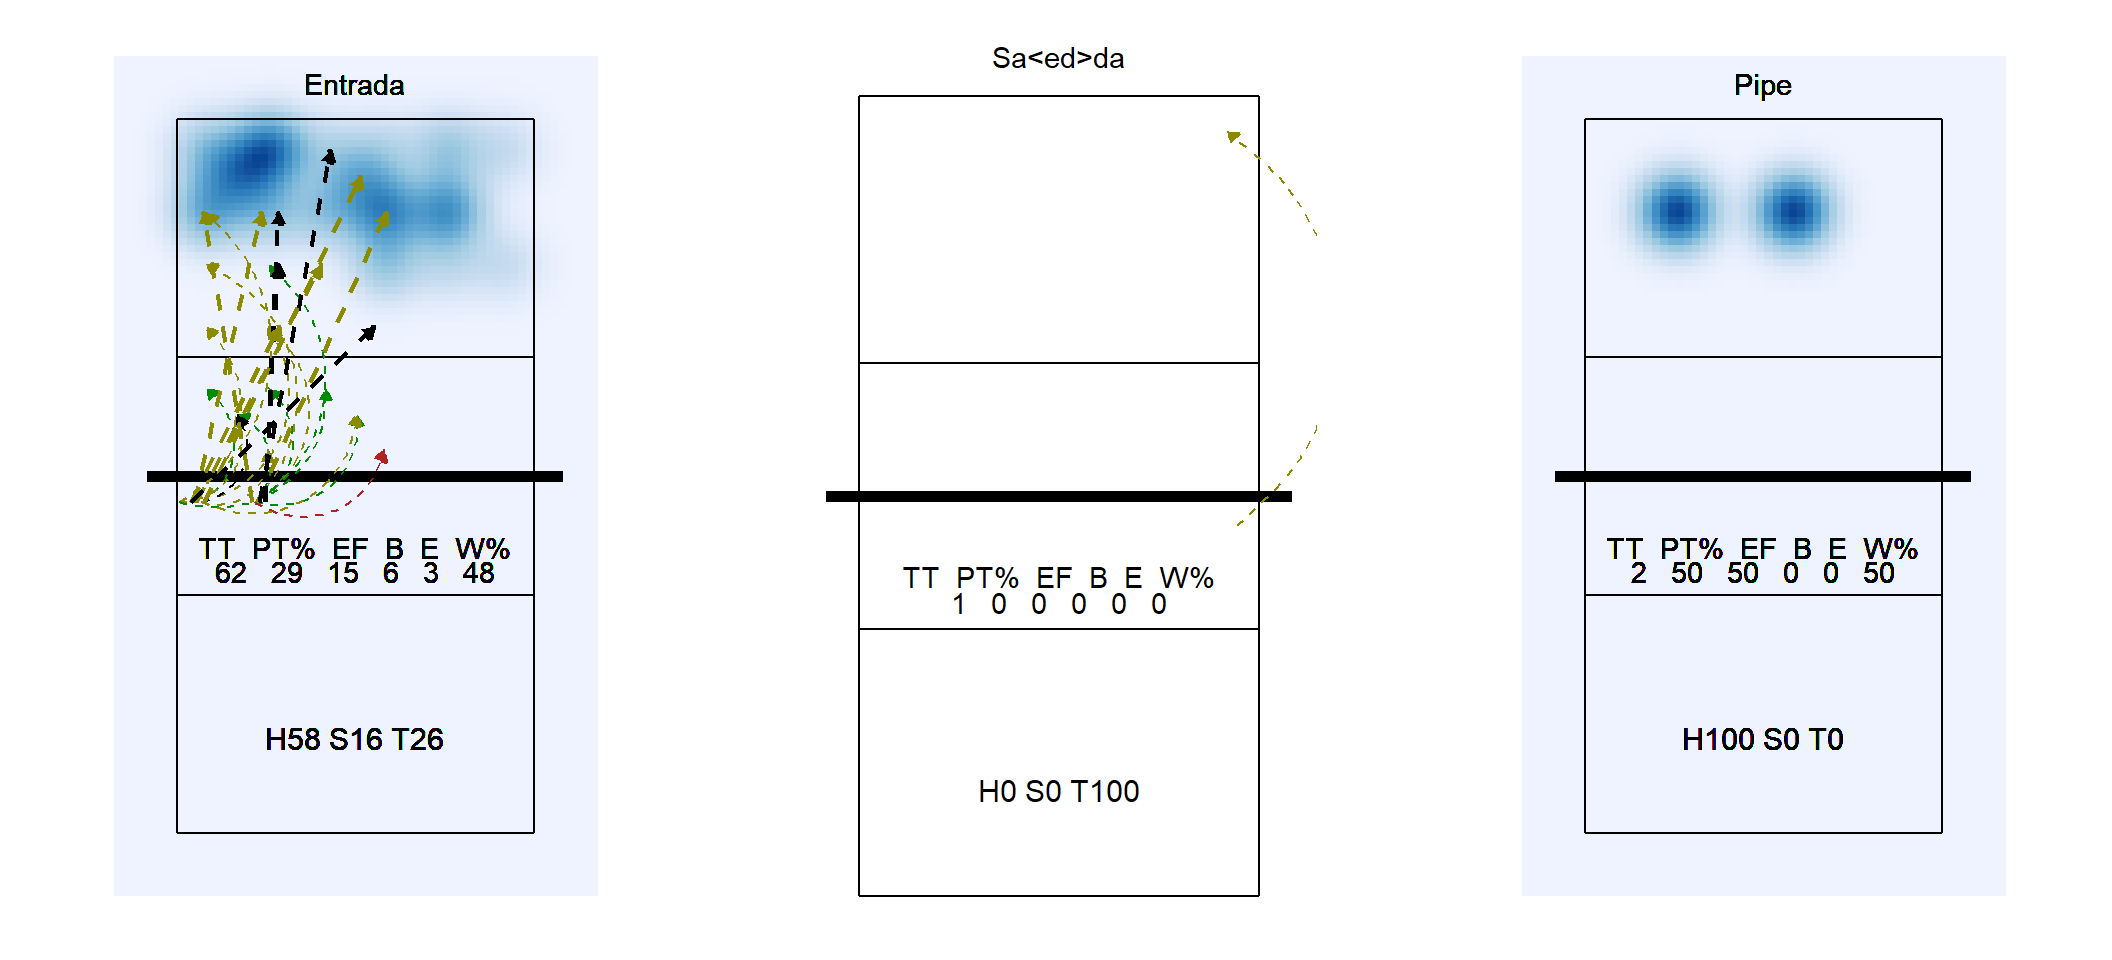 Entrada
TT PT% EF B E W%
62 29 15 6 3 48
H58 S16 T26
Sa<ed>da
TT PT% EF B E W%
1 0 0 0 0 0
H0 S0 T100
Pipe
TT PT% EF B E W%
2 50 50 0 0 50
H100 S0 T0